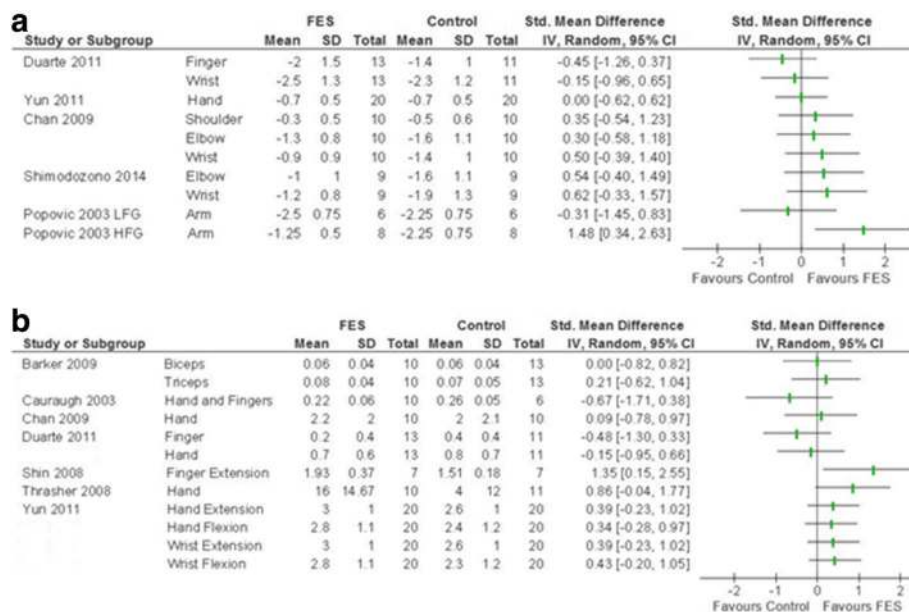 a
FES Control Std. Mean Difference Std. Mean Difference
Study or Subgroup Mean SD Total Mean SD Total IV, Random, 95% CI IV, Random, 95% CI
Duarte 2011 Finger -2 1.5 13 -1.4 1 11 -0.45 [-1.26, 0.37]
Wrist -2.5 1.3 13 -2.3 1.2 11 -0.15 [-0.96, 0.65]
Yun 2011 Hand -0.7 0.5 20 -0.7 0.5 20 0.00 [-0.62, 0.62]
Chan 2009 Shoulder -0.3 0.5 10 -0.5 0.6 10 0.35 [-0.54, 1.23]
Elbow -1.3 0.8 10 -1.6 1.1 10 0.30 [-0.58, 1.18]
Wrist -0.9 0.9 10 -1.4 1 10 0.50 [-0.39, 1.40]
Shimodozono 2014 Elbow -1 1 9 -1.6 1.1 9 0.54 [-0.40, 1.49]
Wrist -1.2 0.8 9 -1.9 1.3 9 0.62 [-0.33, 1.57]
Popovic 2003 LFG Arm -2.5 0.75 6 -2.25 0.75 6 -0.31 [-1.45, 0.83]
Popovic 2003 HFG Arm -1.25 0.5 8 -2.25 0.75 8 1.48 [0.34, 2.63]
-2 -1 0 1 2
Favours Control Favours FES
b
FES Control Std. Mean Difference Std. Mean Difference
Study or Subgroup Mean SD Total Mean SD Total IV, Random, 95% CI IV, Random, 95% CI
Barker 2009 Biceps 0.06 0.04 10 0.06 0.04 13 0.00 [-0.82, 0.82]
Triceps 0.08 0.04 10 0.07 0.05 13 0.21 [-0.62, 1.04]
Cauraugh 2003 Hand and Fingers 0.22 0.06 10 0.26 0.05 6 -0.67 [-1.71, 0.38]
Chan 2009 Hand 2.2 2 10 2 2.1 10 0.09 [-0.78, 0.97]
Duarte 2011 Finger 0.2 0.4 13 0.4 0.4 11 -0.48 [-1.30, 0.33]
Hand 0.7 0.6 13 0.8 0.7 11 -0.15 [-0.95, 0.66]
Shin 2008 Finger Extension 1.93 0.37 7 1.51 0.18 7 1.35 [0.15, 2.55]
Thrasher 2008 Hand 16 14.67 10 4 12 11 0.86 [-0.04, 1.77]
Yun 2011 Hand Extension 3 1 20 2.6 1 20 0.39 [-0.23, 1.02]
Hand Flexion 2.8 1.1 20 2.4 1.2 20 0.34 [-0.28, 0.97]
Wrist Extension 3 1 20 2.6 1 20 0.39 [-0.23, 1.02]
Wrist Flexion 2.8 1.1 20 2.3 1.2 20 0.43 [-0.20, 1.05]
-2 -1 0 1 2
Favours Control Favours FES